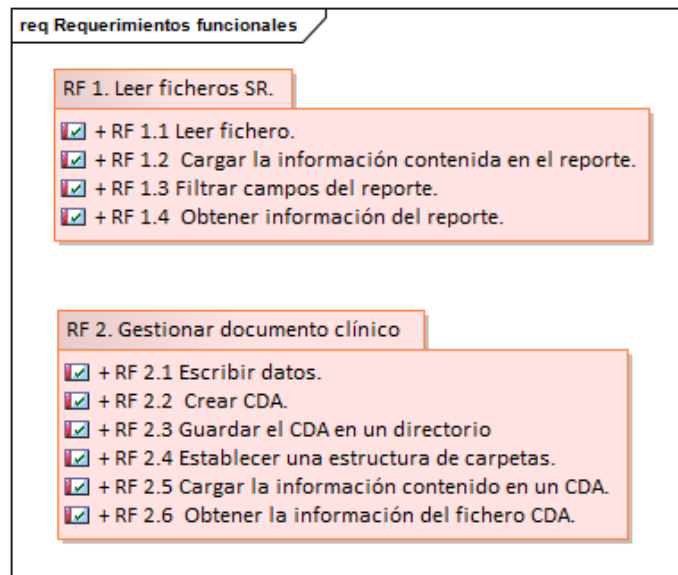 req Requerimientos funcionales
RF 1. Leer ficheros SR.
+ RF 1.1 Leer fichero.
+ RF 1.2 Cargar la información contenida en el reporte.
+ RF 1.3 Filtrar campos del reporte.
+ RF 1.4 Obtener información del reporte.
RF 2. Gestionar documento clínico
+ RF 2.1 Escribir datos.
+ RF 2.2 Crear CDA.
+ RF 2.3 Guardar el CDA en un directorio
+ RF 2.4 Establecer una estructura de carpetas.
+ RF 2.5 Cargar la información contenido en un CDA.
+ RF 2.6 Obtener la información del fichero CDA.